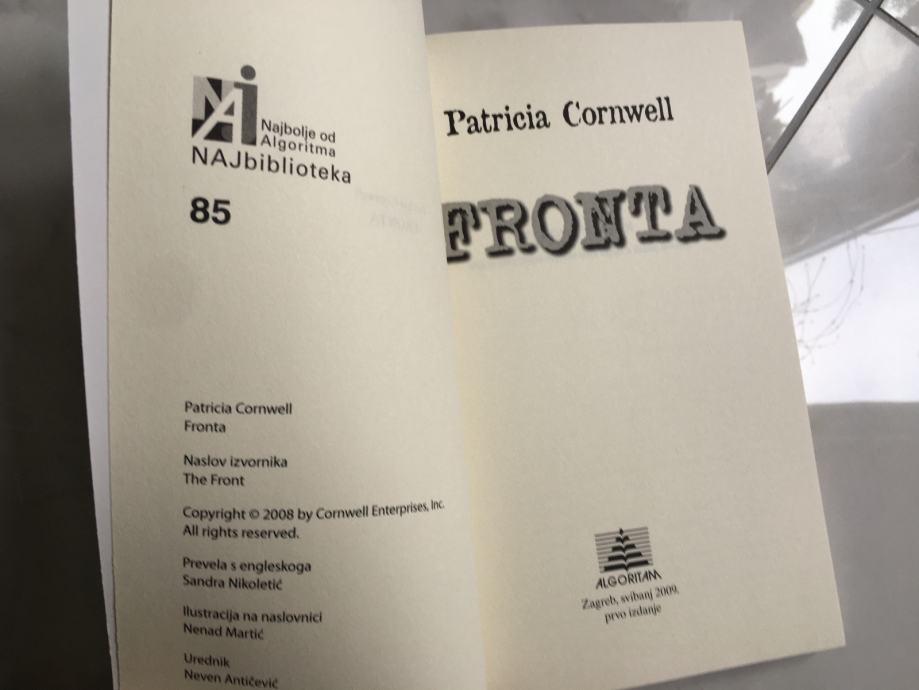 NAi
Najbolje od
Algoritma
NAJbiblioteka
85
Patricia Cornwell
Fronta
Naslov izvornika
The Front
Copyright © 2008 by Cornwell Enterprises, Inc.
All rights reserved.
Prevela s engleskoga
Sandra Nikoletić
Ilustracija na naslovnici
Nenad Martić
Urednik
Neven Antičević
Patricia Cornwell
FRONTA
ALGORITAM
Zagreb, svibanj 2009.
prvo izdanje